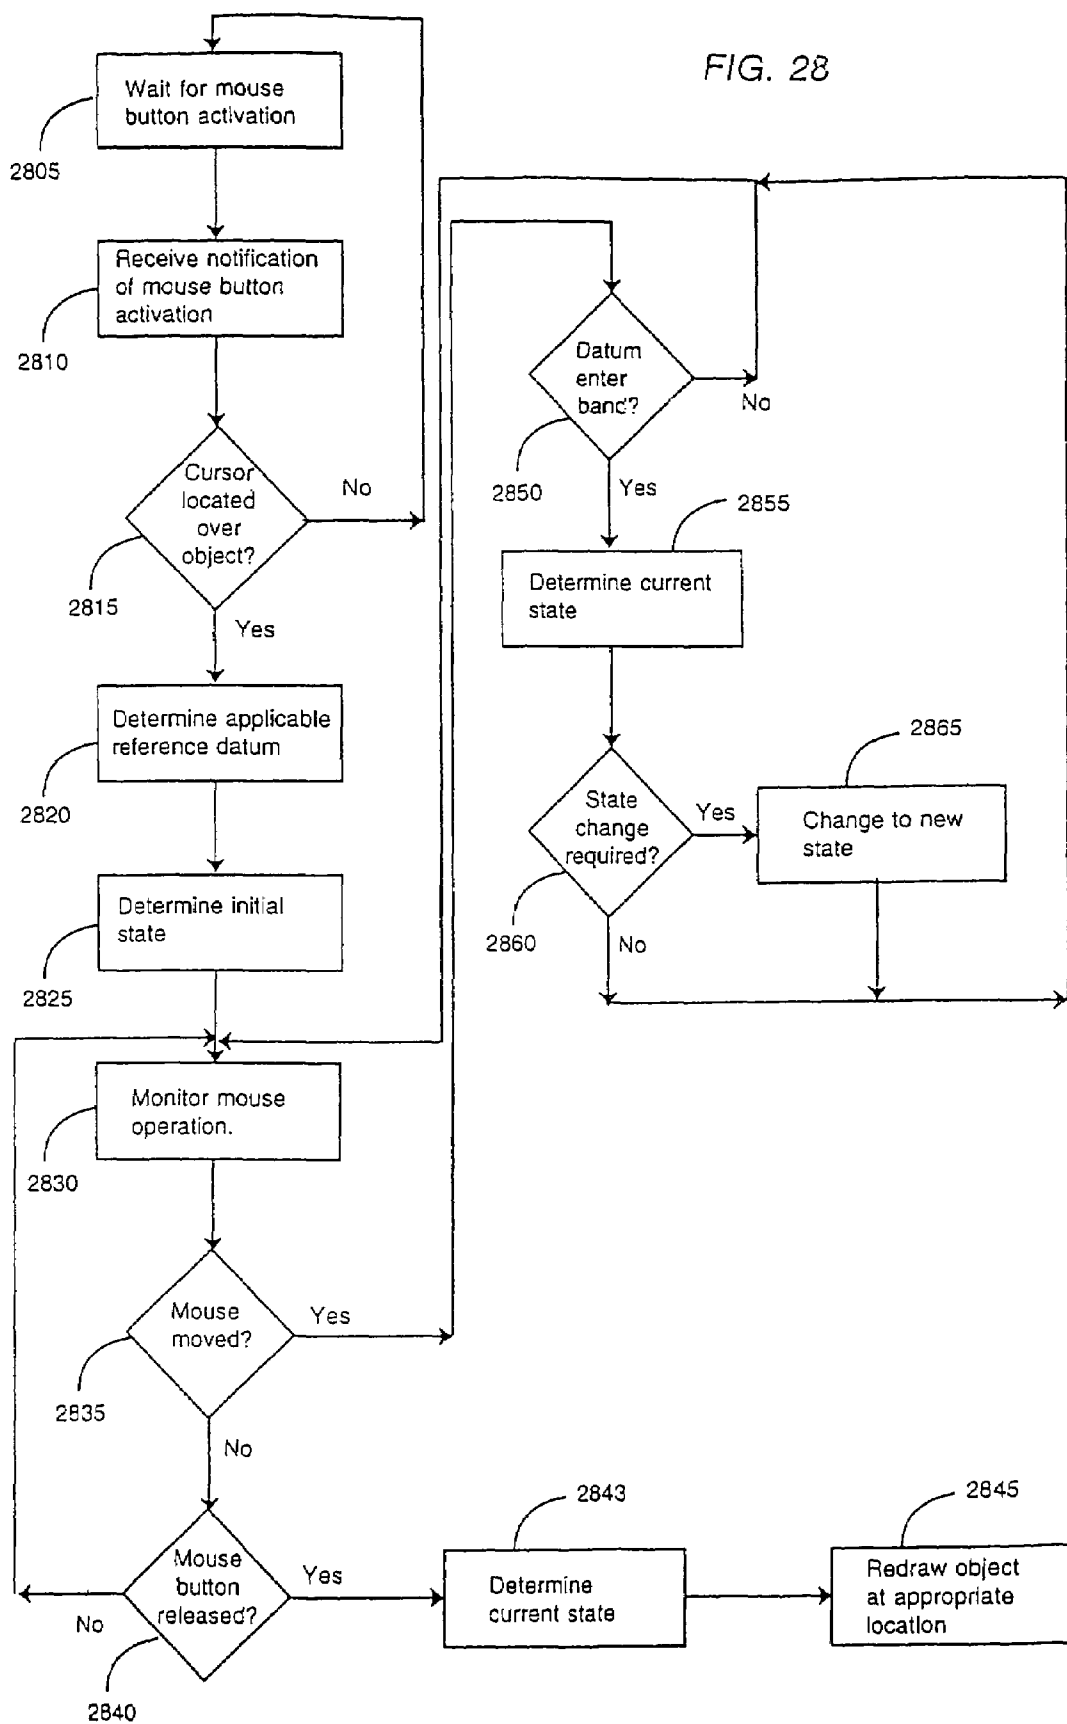 FIG. 28
Wait for mouse
button activation
2805
Receive notification
of mouse button
activation
2810
Cursor
located
over
object?
No
2815
Yes
Determine applicable
reference datum
2820
Determine initial
state
2825
Monitor mouse
operation.
2830
Mouse
moved?
Yes
2835
No
Mouse
button
released?
Yes
No
2840
2843
Determine
current state
2845
Redraw object
at appropriate
location
Datum
enter
band?
No
2850
Yes
2855
Determine current
state
State
change
required?
Yes
2860
No
2865
Change to new
state